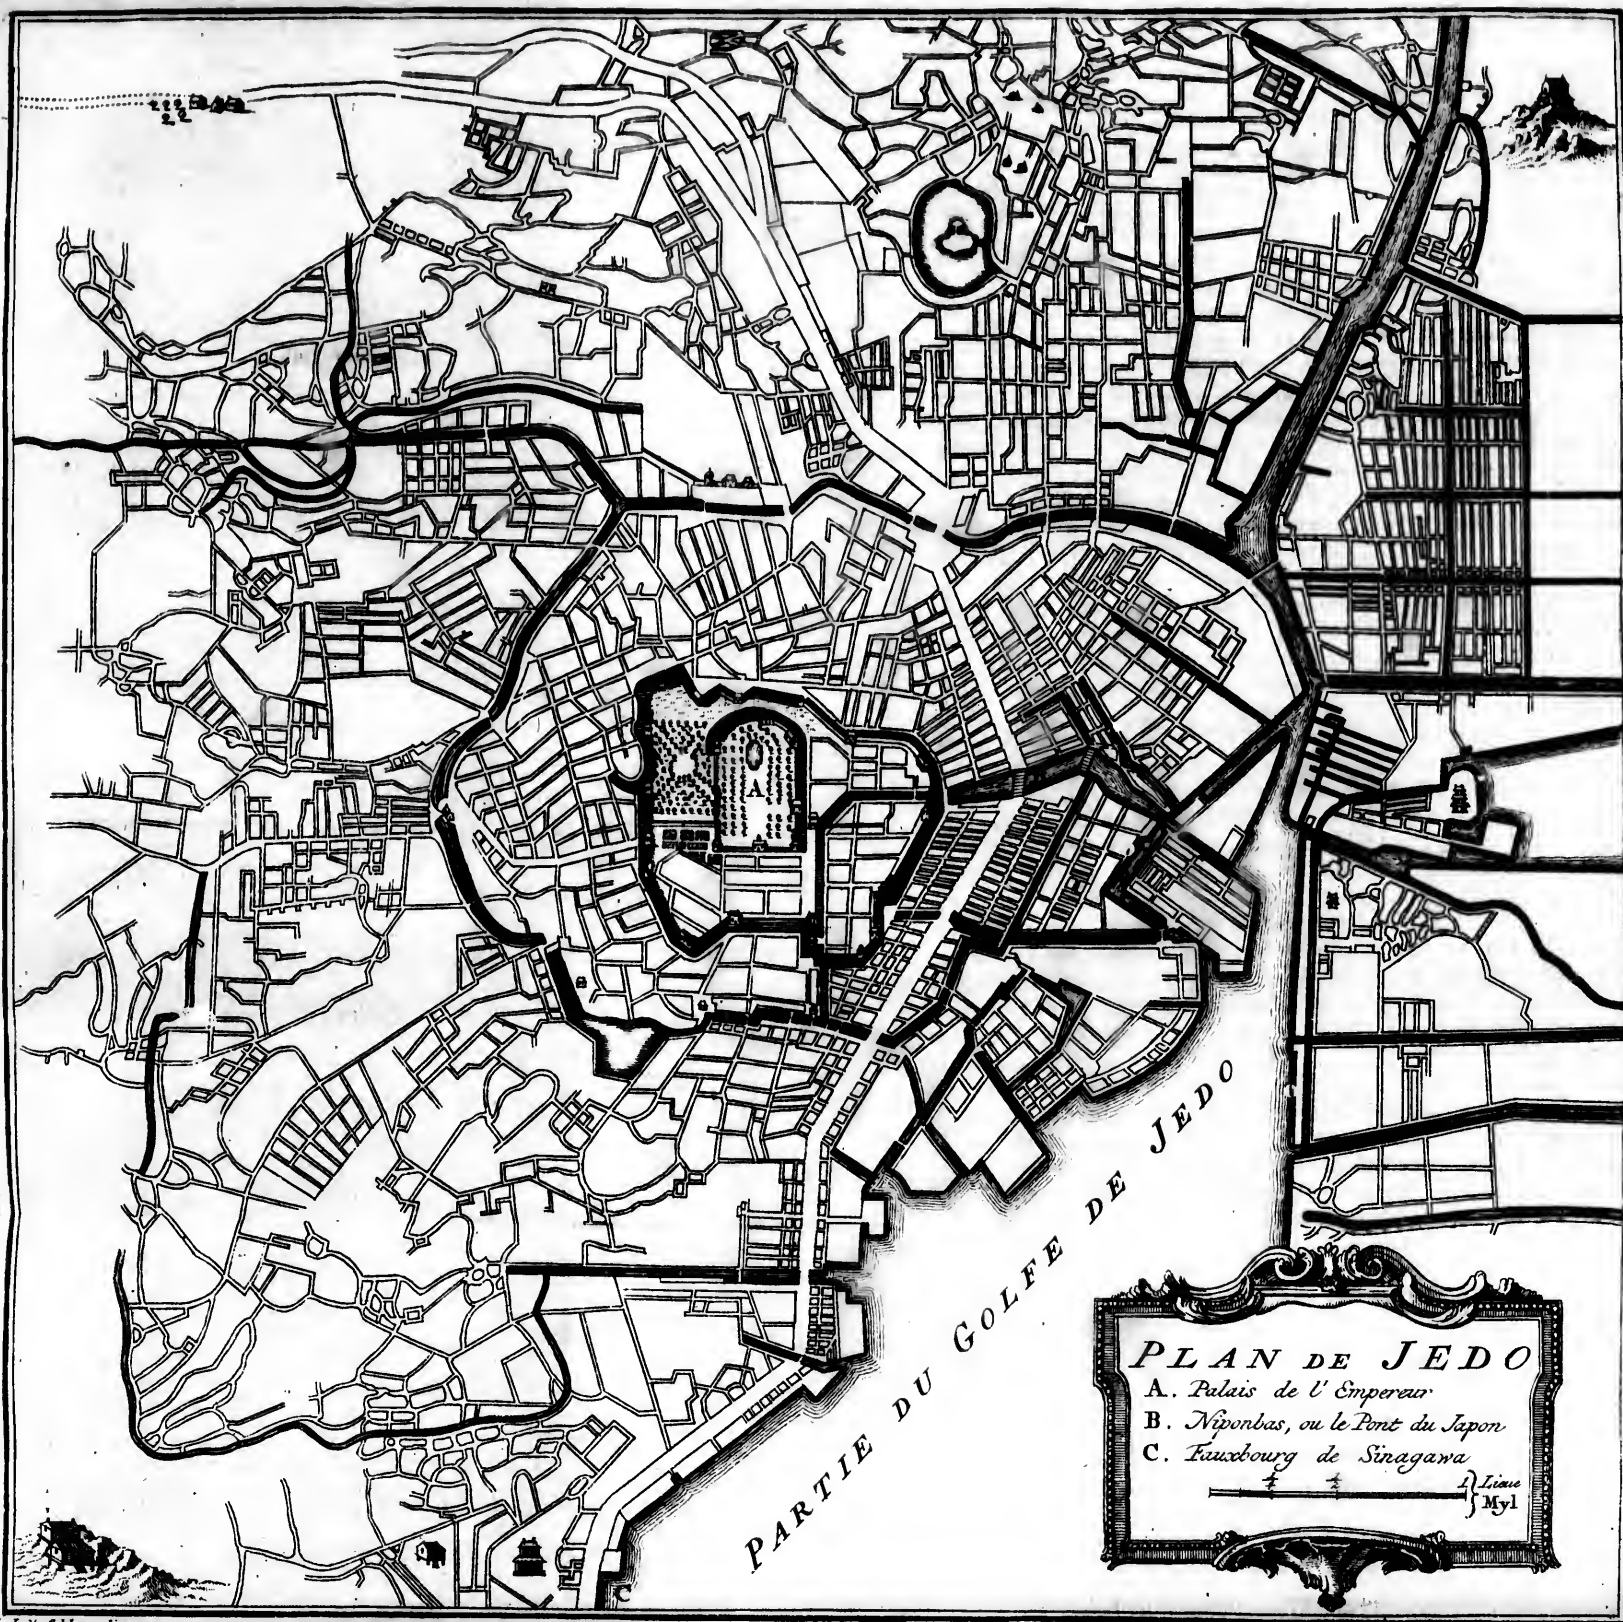 A
PARTIE DU GOLFE DE JEDO
C
PLAN DE JEDO
A. Palais de l'Empereur
B. Niponbas, ou le Pont du Japon
C. Fauxbourg de Sinagawa
1 Lieue
Myl